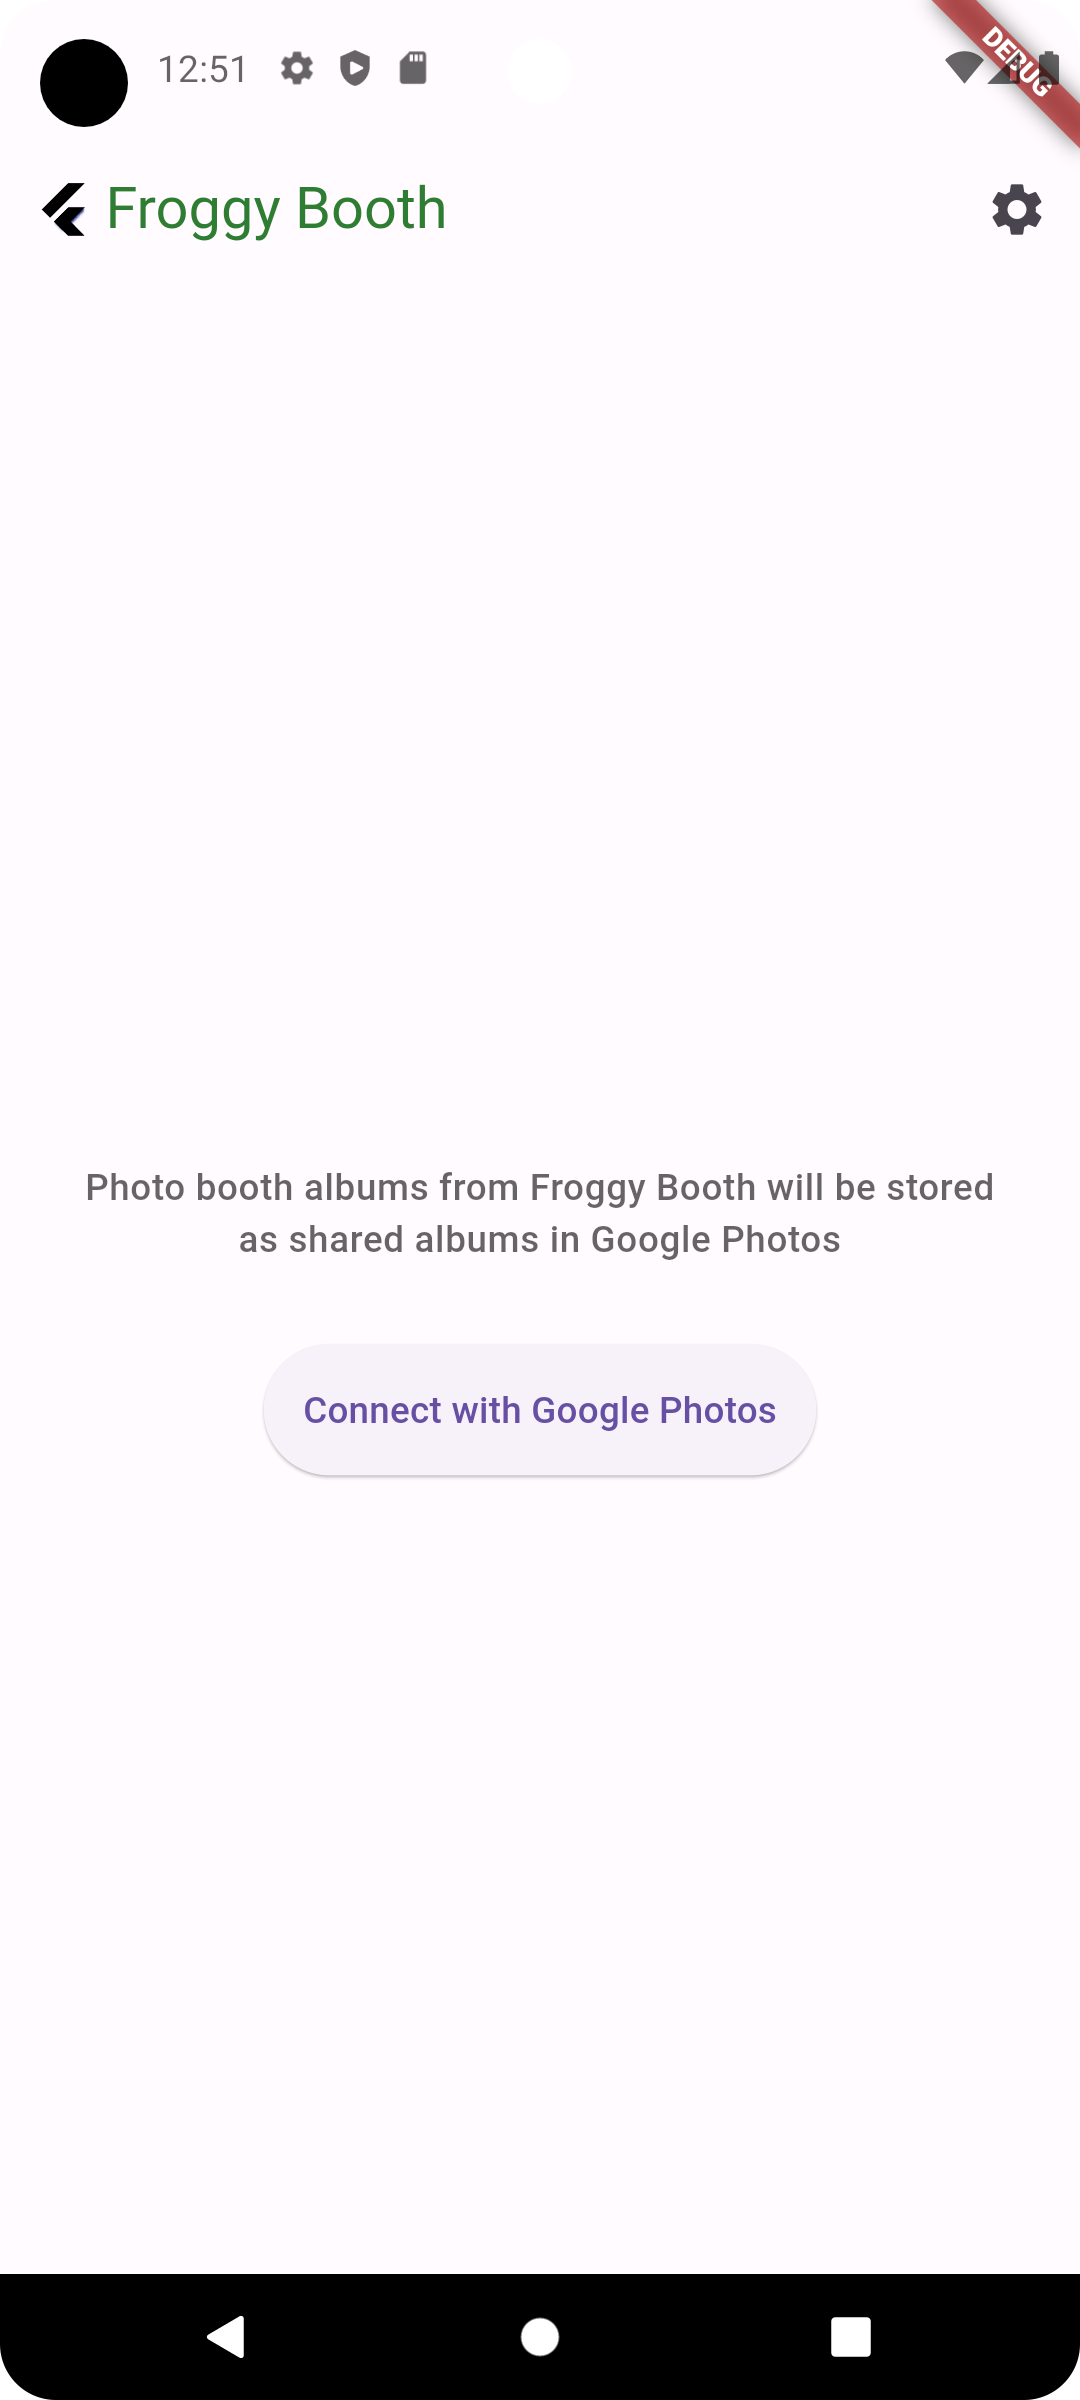 12:51
DEBUG
Froggy Booth
Photo booth albums from Froggy Booth will be stored
as shared albums in Google Photos
Connect with Google Photos